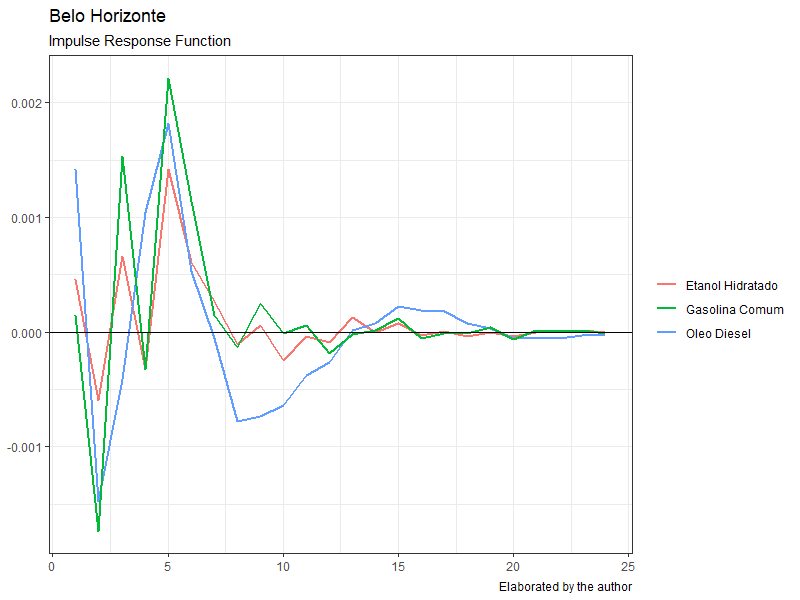 Belo Horizonte
Impulse Response Function
0.002
0.001
0.000
-0.001
0 5 10 15 20 25
Etanol Hidratado
Gasolina Comum
Oleo Diesel
Elaborated by the author